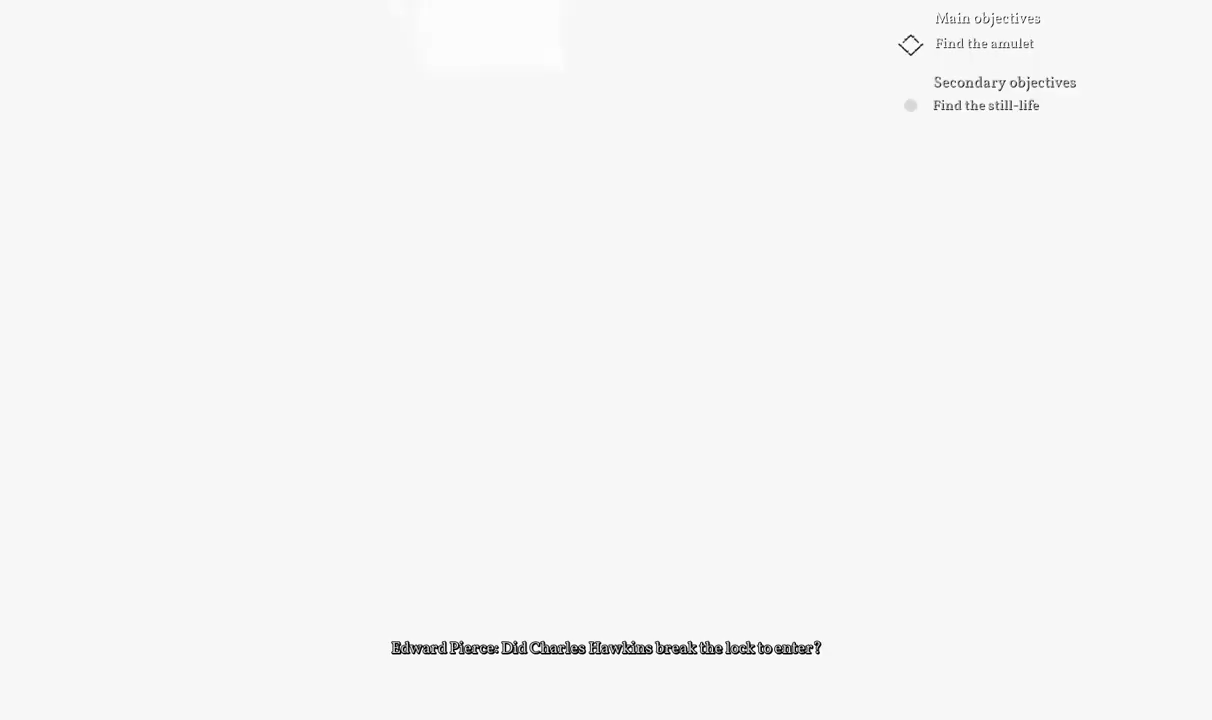 Main objectives
Find the amulet
Secondary objectives
Find the still-life
Edward Pierce: Did Charles Hawkins break the lock to enter?